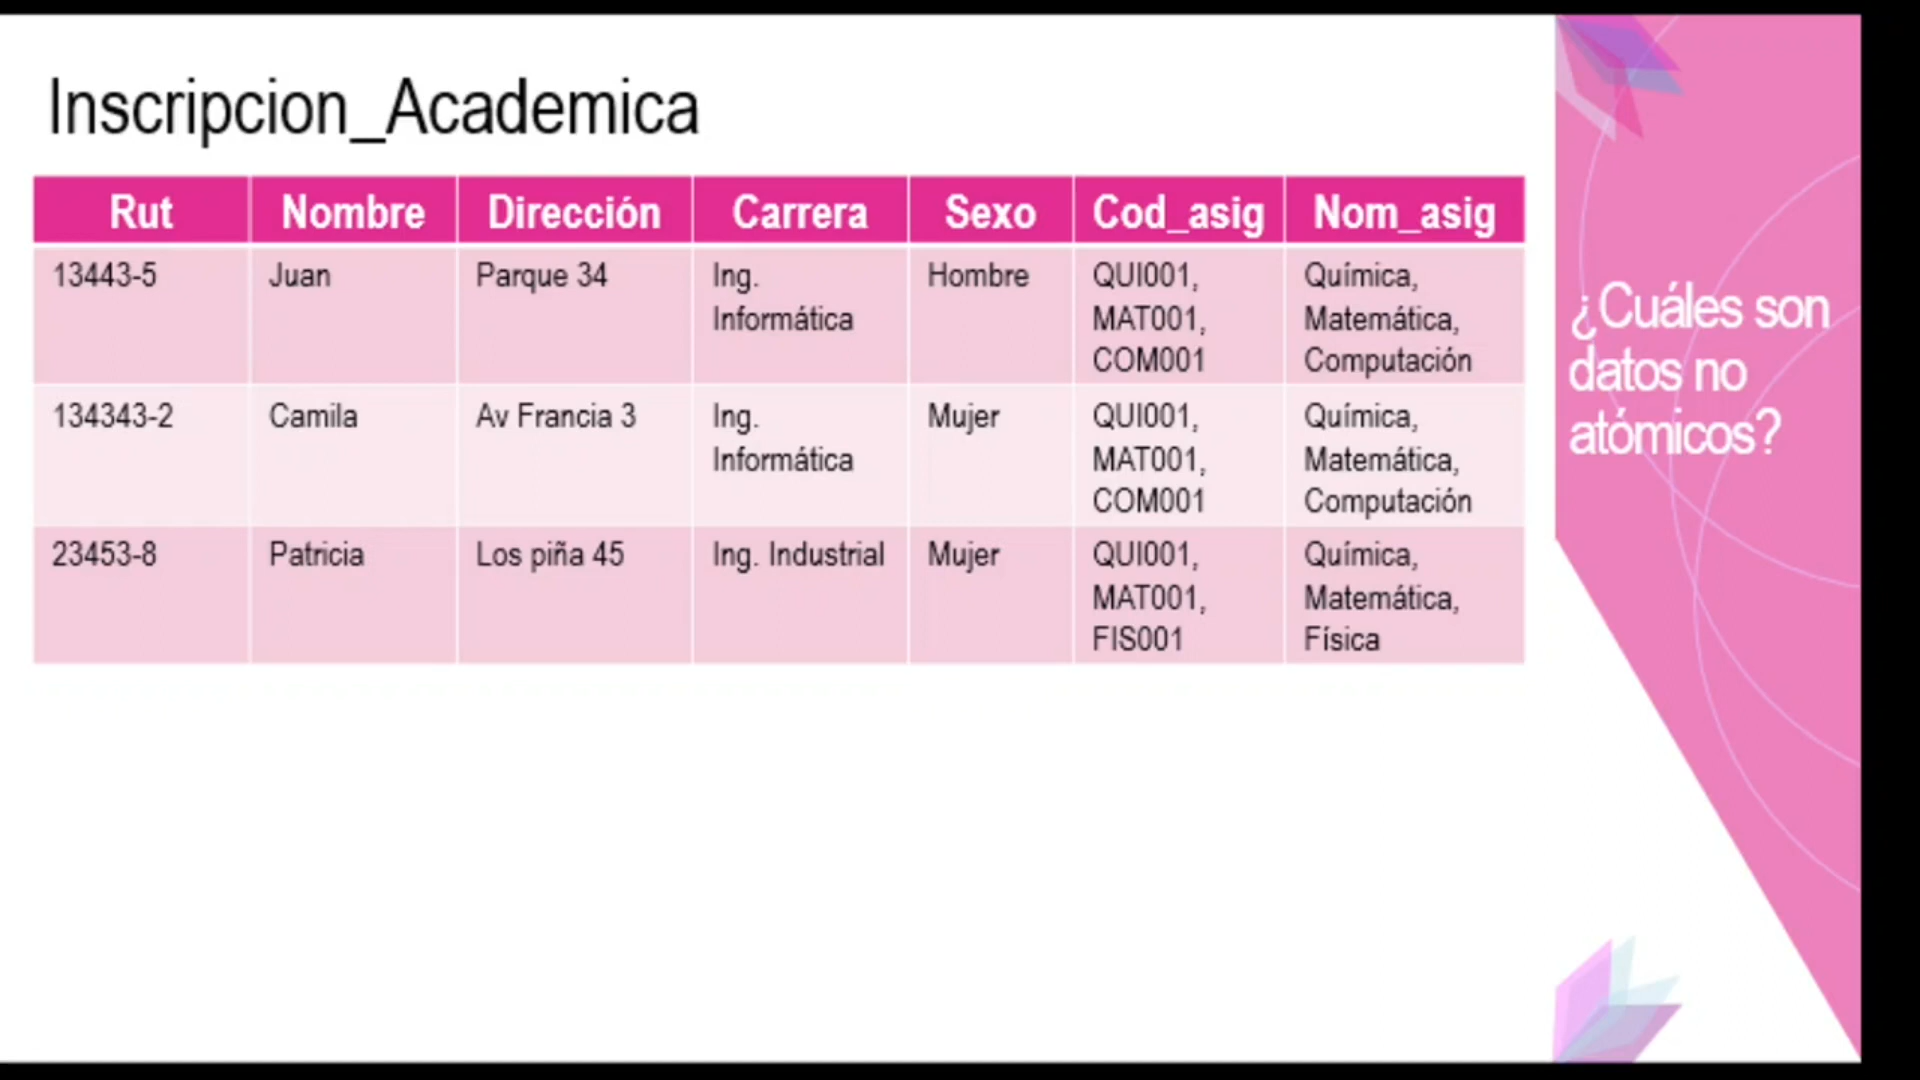 Inscripcion_Academica
Rut Nombre Dirección Carrera Sexo Cod_asig Nom_asig
13443-5 Juan Parque 34 Ing. Hombre QUI001, Química,
Informática MAT001, Matemática,
COM001 Computación
134343-2 Camila Av Francia 3 Ing. Mujer QUI001, Química,
Informática MAT001, Matemática,
COM001 Computación
23453-8 Patricia Los piña 45 Ing. Industrial Mujer QUI001, Química,
MAT001, Matemática,
FIS001 Física
¿Cuáles son
datos no
atómicos?